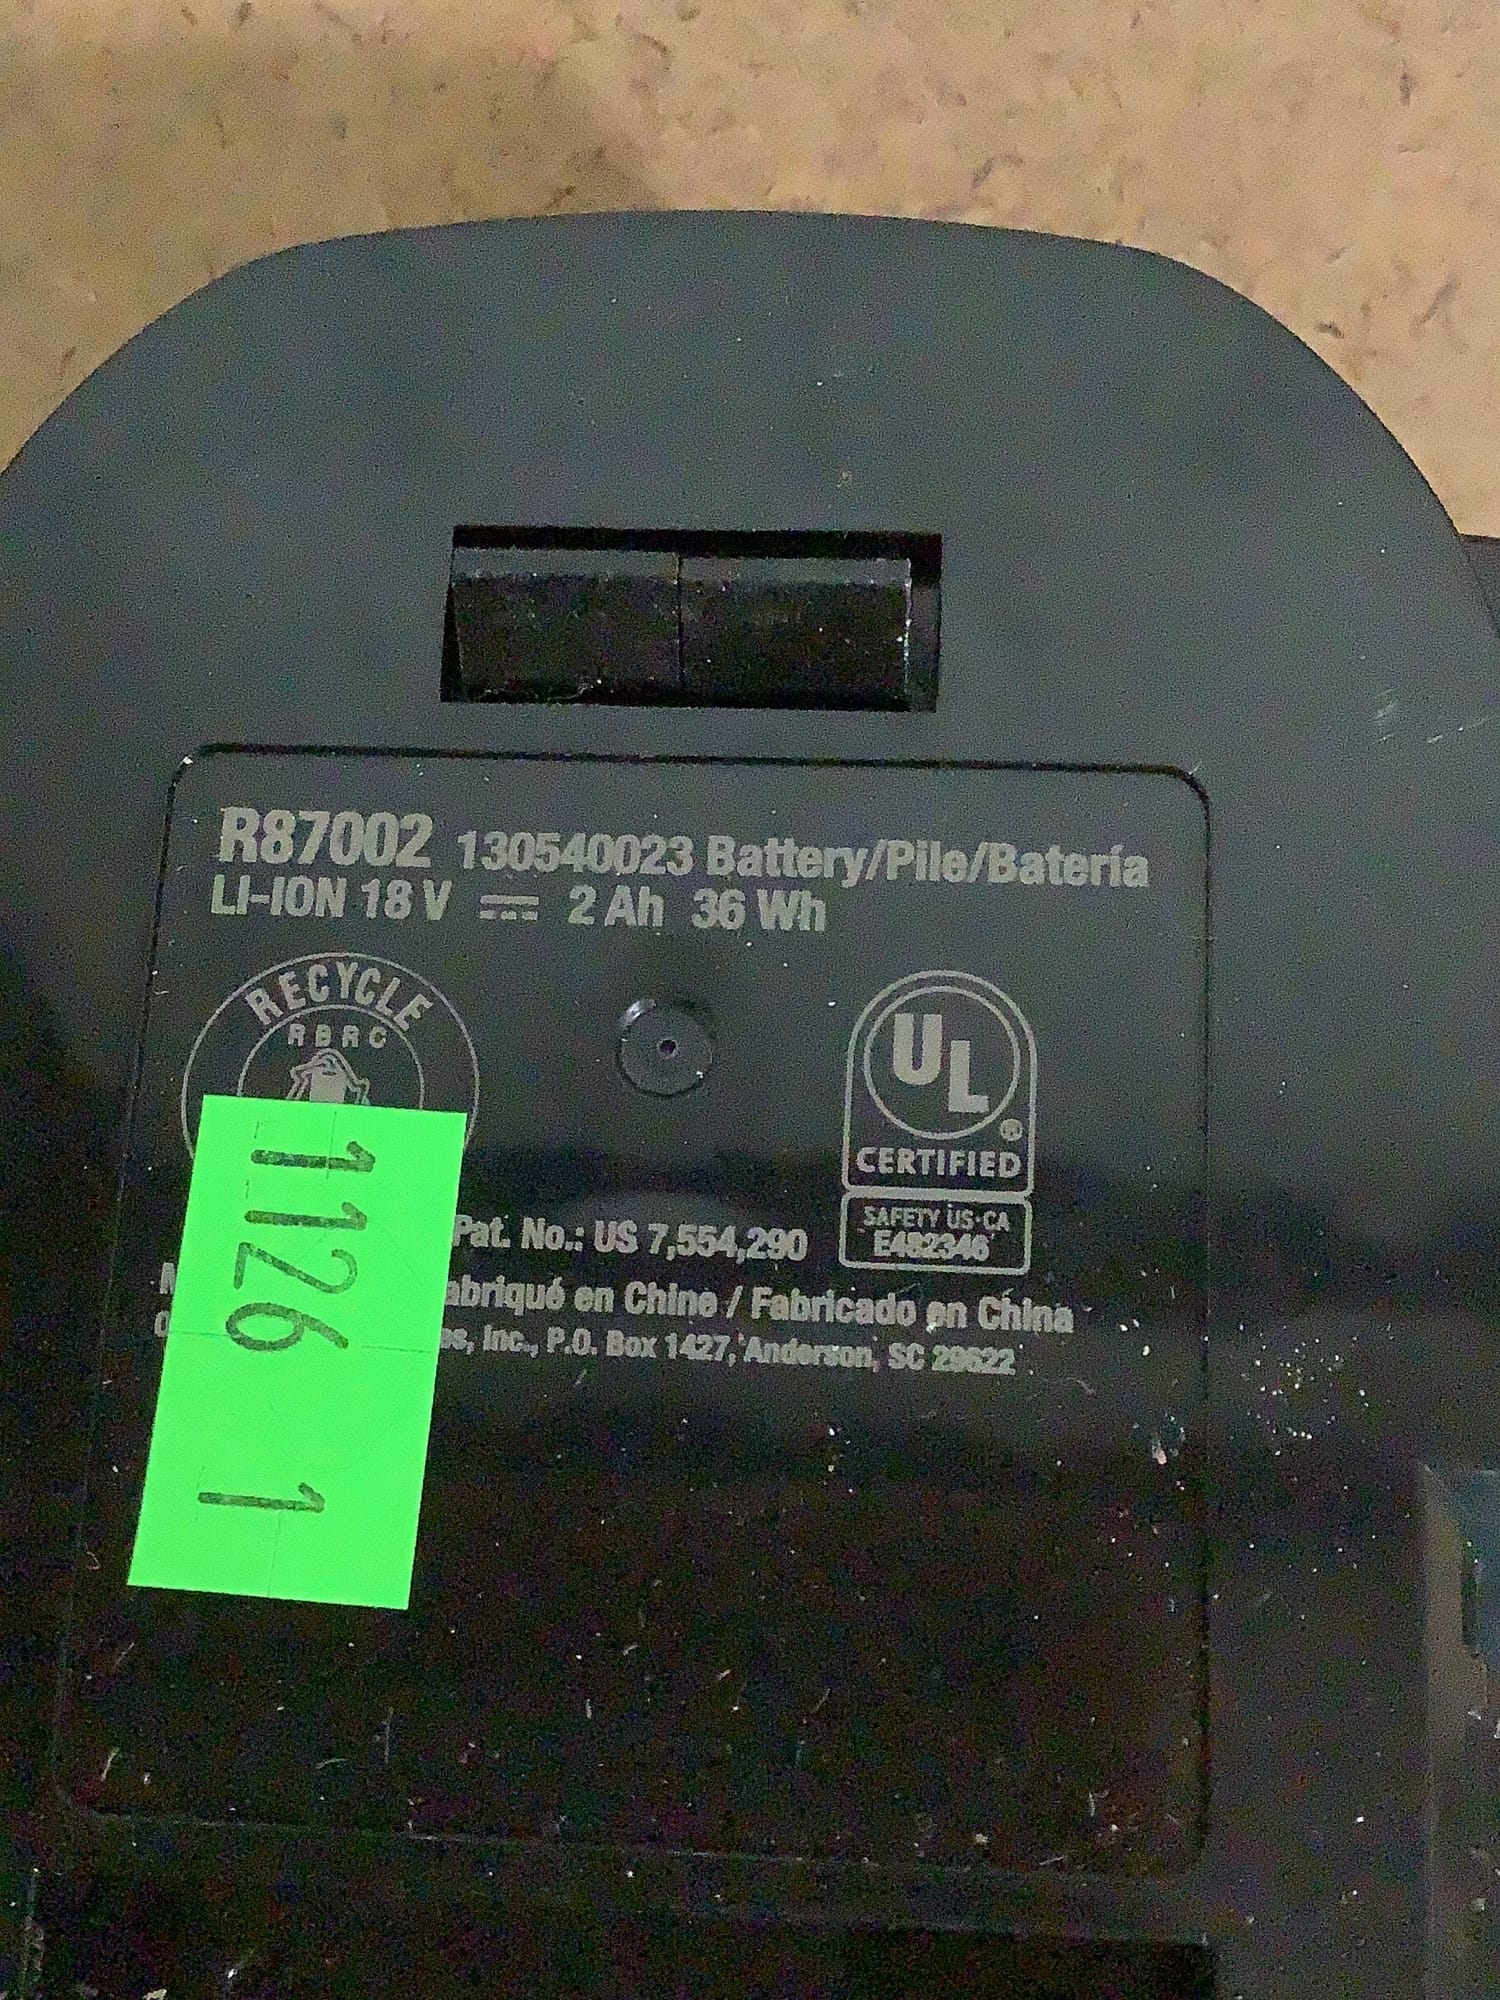 R87002 130540023 Battery/Pile/Batería
LI-ION 18 V 2 Ah 36 Wh
RECYCLE
RBRC
UL®
CERTIFIED
SAFETY US·CA
E482346
Pat. No.: US 7,554,290
en Chine / Fabricado en China
Inc., P.O. Box 1427, Anderson, SC 29622
1126 1